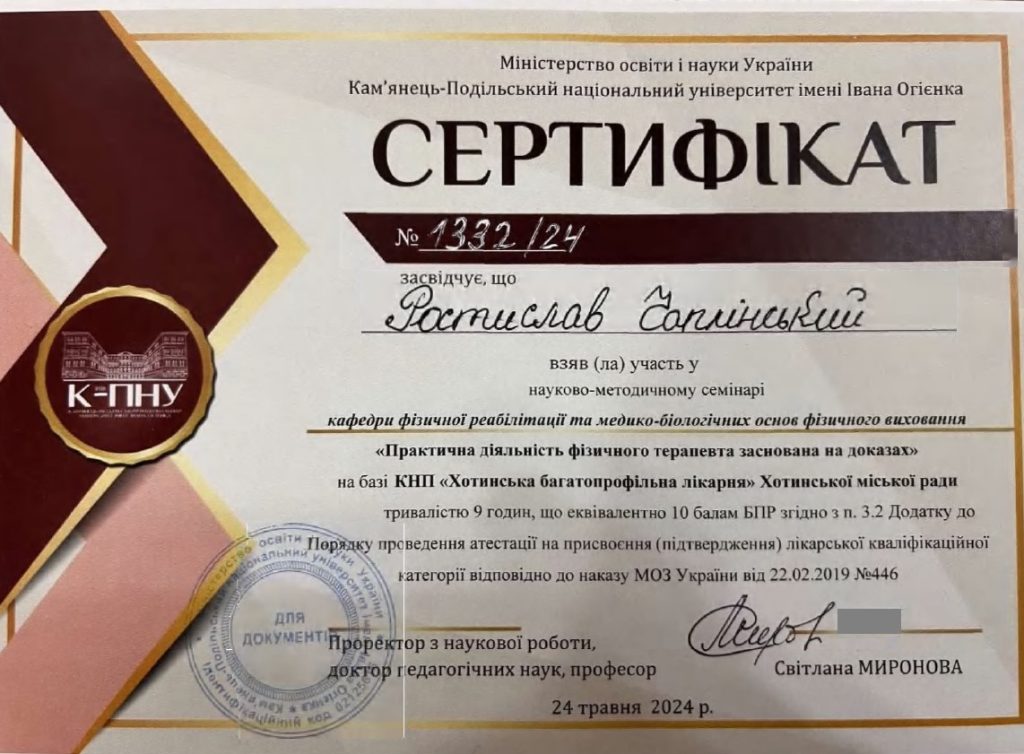 Міністерство освіти і науки України
Кам’янець-Подільський національний університет імені Івана Огієнка
СЕРТИФІКАТ
№ 1332/24
засвідчує, що
Ростислав Чаплінський
взяв (ла) участь у
науково-методичному семінарі
кафедри фізичної реабілітації та медико-біологічних основ фізичного виховання
«Практична діяльність фізичного терапевта заснована на доказах»
на базі КНП «Хотинська багатопрофільна лікарня» Хотинської міської ради
тривалістю 9 годин, що еквівалентно 10 балам БПР згідно з п. 3.2 Додатку до
Порядку проведення атестації на присвоєння (підтвердження) лікарської кваліфікаційної
категорії відповідно до наказу МОЗ України від 22.02.2019 №446
К-ПНУ
ДЛЯ
ДОКУМЕНТІВ
Проректор з наукової роботи,
доктор педагогічних наук, професор
Світлана МИРОНОВА
24 травня 2024 р.